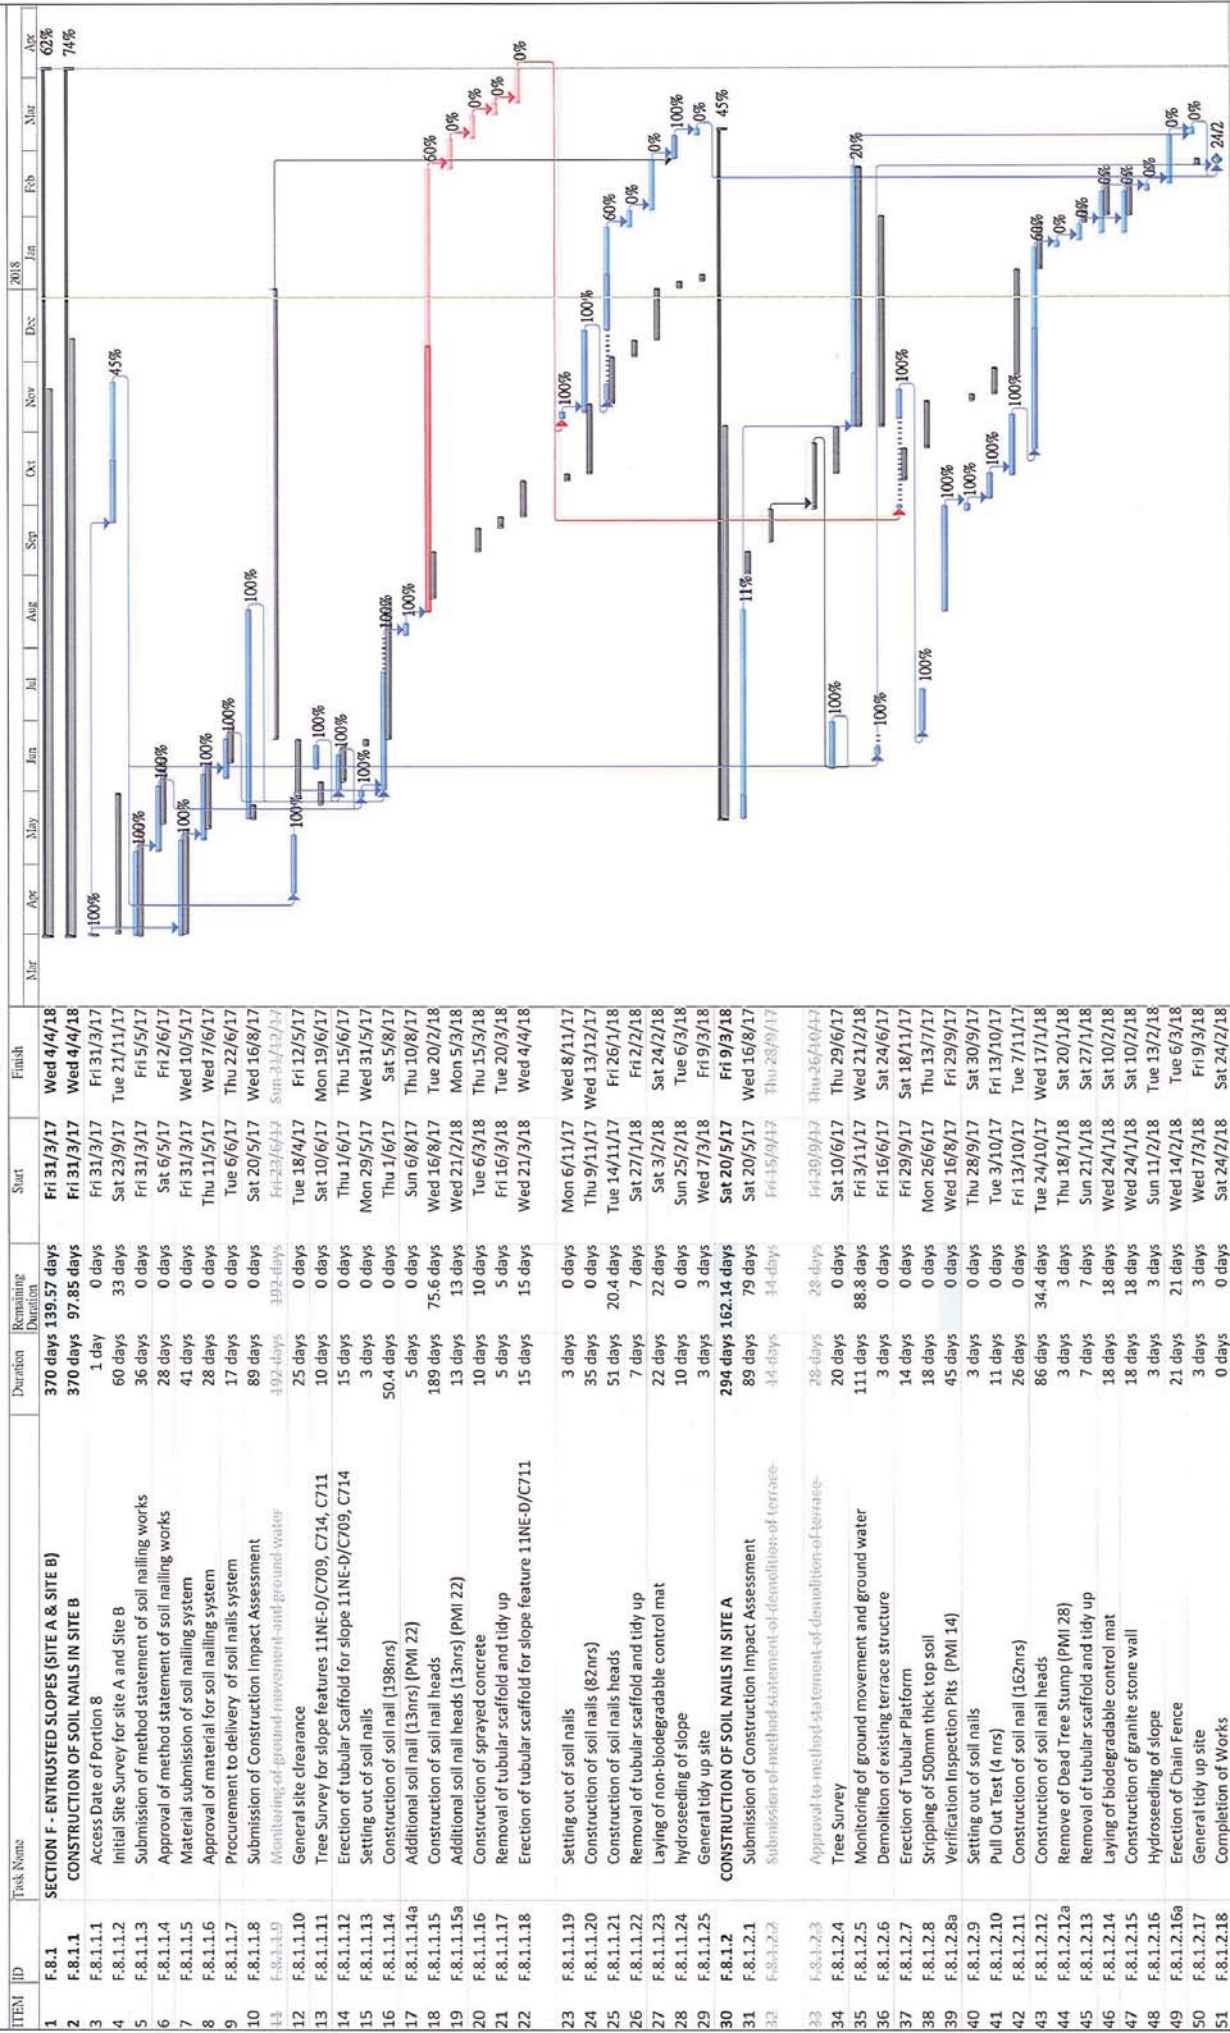 ITEM ID Task Name Duration Remaining Duration Start Finish Mar Apr May Jun Jul Aug Sep Oct Nov Dec 2018 Jan Feb Mar Apr
1 F.8.1 SECTION F - ENTRUSTED SLOPES (SITE A & SITE B) 370 days 139.57 days Fri 31/3/17 Wed 4/4/18 62%
2 F.8.1.1 CONSTRUCTION OF SOIL NAILS IN SITE B 370 days 97.85 days Fri 31/3/17 Wed 4/4/18 74%
3 F.8.1.1.1 Access Date of Portion 8 1 day 0 days Fri 31/3/17 Fri 31/3/17 100%
4 F.8.1.1.2 Initial Site Survey for site A and Site B 60 days 33 days Sat 23/9/17 Tue 21/11/17 45%
5 F.8.1.1.3 Submission of method statement of soil nailing works 36 days 0 days Fri 31/3/17 Fri 5/5/17 100%
6 F.8.1.1.4 Approval of method statement of soil nailing works 28 days 0 days Sat 6/5/17 Fri 2/6/17 100%
7 F.8.1.1.5 Material submission of soil nailing system 41 days 0 days Fri 31/3/17 Wed 10/5/17 100%
8 F.8.1.1.6 Approval of material for soil nailing system 28 days 0 days Thu 11/5/17 Wed 7/6/17 100%
9 F.8.1.1.7 Procurement to delivery of soil nails system 17 days 0 days Tue 6/6/17 Thu 22/6/17 100%
10 F.8.1.1.8 Submission of Construction Impact Assessment 89 days 0 days Sat 20/5/17 Wed 16/8/17 100%
11 F.8.1.1.9 Monitoring of ground movement and ground water 192 days 192 days Fri 23/6/17 Sun 31/12/17
12 F.8.1.1.10 General site clrearance 25 days 0 days Tue 18/4/17 Fri 12/5/17 100%
13 F.8.1.1.11 Tree Survey for slope features 11NE-D/C709, C714, C711 10 days 0 days Sat 10/6/17 Mon 19/6/17 100%
14 F.8.1.1.12 Erection of tubular Scaffold for slope 11NE-D/C709, C714 15 days 0 days Thu 1/6/17 Thu 15/6/17 100%
15 F.8.1.1.13 Setting out of soil nails 3 days 0 days Mon 29/5/17 Wed 31/5/17 100%
16 F.8.1.1.14 Construction of soil nail (198nrs) 50.4 days 0 days Thu 1/6/17 Sat 5/8/17 100%
17 F.8.1.1.14a Additional soil nail (13nrs) (PMI 22) 5 days 0 days Sun 6/8/17 Thu 10/8/17 100%
18 F.8.1.1.15 Construction of soil nail heads 189 days 75.6 days Wed 16/8/17 Tue 20/2/18 60%
19 F.8.1.1.15a Additional soil nail heads (13nrs) (PMI 22) 13 days 13 days Wed 21/2/18 Mon 5/3/18 0%
20 F.8.1.1.16 Construction of sprayed concrete 10 days 10 days Tue 6/3/18 Thu 15/3/18 0%
21 F.8.1.1.17 Removal of tubular scaffold and tidy up 5 days 5 days Fri 16/3/18 Tue 20/3/18 0%
22 F.8.1.1.18 Erection of tubular scaffold for slope feature 11NE-D/C711 15 days 15 days Wed 21/3/18 Wed 4/4/18 0%
23 F.8.1.1.19 Setting out of soil nails 3 days 0 days Mon 6/11/17 Wed 8/11/17 100%
24 F.8.1.1.20 Construction of soil nails (82nrs) 35 days 0 days Thu 9/11/17 Wed 13/12/17 100%
25 F.8.1.1.21 Construction of soil nails heads 51 days 20.4 days Tue 14/11/17 Fri 26/1/18 60%
26 F.8.1.1.22 Removal of tubular scaffold and tidy up 7 days 7 days Sat 27/1/18 Fri 2/2/18 0%
27 F.8.1.1.23 Laying of non-biodegradable control mat 22 days 22 days Sat 3/2/18 Sat 24/2/18 0%
28 F.8.1.1.24 hydroseeding of slope 10 days 0 days Sun 25/2/18 Tue 6/3/18 100%
29 F.8.1.1.25 General tidy up site 3 days 3 days Wed 7/3/18 Fri 9/3/18 0%
30 F.8.1.2 CONSTRUCTION OF SOIL NAILS IN SITE A 294 days 162.14 days Sat 20/5/17 Fri 9/3/18 45%
31 F.8.1.2.1 Submission of Construction Impact Assessment 89 days 79 days Sat 20/5/17 Wed 16/8/17 11%
32 F.8.1.2.2 Submission of method statement of demolition of terrace 14 days 14 days Fri 15/9/17 Thu 28/9/17
33 F.8.1.2.3 Approval to method statement of demolition of terrace 28 days 28 days Fri 29/9/17 Thu 26/10/17
34 F.8.1.2.4 Tree Survey 20 days 0 days Sat 10/6/17 Thu 29/6/17 100%
35 F.8.1.2.5 Monitoring of ground movement and ground water 111 days 88.8 days Fri 3/11/17 Wed 21/2/18 20%
36 F.8.1.2.6 Demolition of existing terrace structure 3 days 0 days Fri 16/6/17 Sat 24/6/17 100%
37 F.8.1.2.7 Erection of Tubular Platform 14 days 0 days Fri 29/9/17 Sat 18/11/17 100%
38 F.8.1.2.8 Stripping of 500mm thick top soil 18 days 0 days Mon 26/6/17 Thu 13/7/17 100%
39 F.8.1.2.8a Verification Inspection Pits (PMI 14) 45 days 0 days Wed 16/8/17 Fri 29/9/17 100%
40 F.8.1.2.9 Setting out of soil nails 3 days 0 days Thu 28/9/17 Sat 30/9/17 100%
41 F.8.1.2.10 Pull Out Test (4 nrs) 11 days 0 days Tue 3/10/17 Fri 13/10/17 100%
42 F.8.1.2.11 Construction of soil nail (162nrs) 26 days 0 days Fri 13/10/17 Tue 7/11/17 100%
43 F.8.1.2.12 Construction of soil nail heads 86 days 34.4 days Tue 24/10/17 Wed 17/1/18 60%
44 F.8.1.2.12a Remove of Dead Tree Stump (PMI 28) 3 days 3 days Thu 18/1/18 Sat 20/1/18 0%
45 F.8.1.2.13 Removal of tubular scaffold and tidy up 7 days 7 days Sun 21/1/18 Sat 27/1/18 0%
46 F.8.1.2.14 Laying of biodegradable control mat 18 days 18 days Wed 24/1/18 Sat 10/2/18 0%
47 F.8.1.2.15 Construction of granite stone wall 18 days 18 days Wed 24/1/18 Sat 10/2/18 0%
48 F.8.1.2.16 Hydroseeding of slope 3 days 3 days Sun 11/2/18 Tue 13/2/18 0%
49 F.8.1.2.16a Erection of Chain Fence 21 days 21 days Wed 14/2/18 Tue 6/3/18 0%
50 F.8.1.2.17 General tidy up site 3 days 3 days Wed 7/3/18 Fri 9/3/18 0%
51 F.8.1.2.18 Completion of Works 0 days 0 days Sat 24/2/18 Sat 24/2/18 24/2